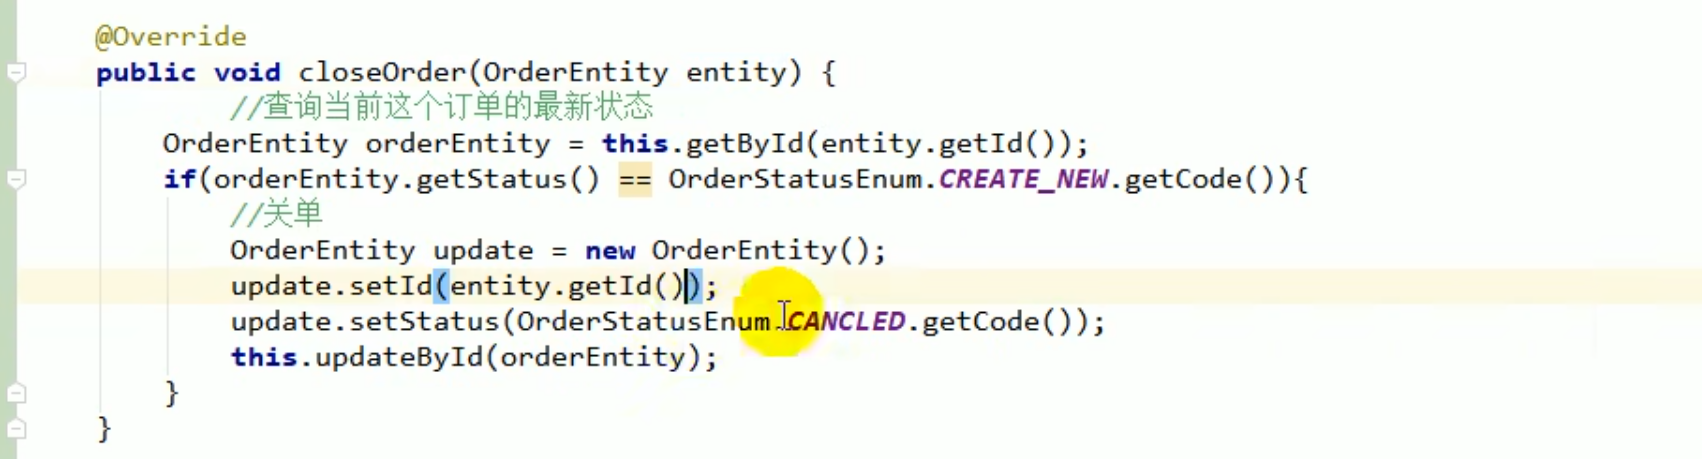 @Override
public void closeOrder(OrderEntity entity) {
//查询当前这个订单的最新状态
OrderEntity orderEntity = this.getById(entity.getId());
if(orderEntity.getStatus() == OrderStatusEnum.CREATE_NEW.getCode()){
//关单
OrderEntity update = new OrderEntity();
update.setId(entity.getId());
update.setStatus(OrderStatusEnum.CANCLED.getCode());
this.updateById(orderEntity);
}
}